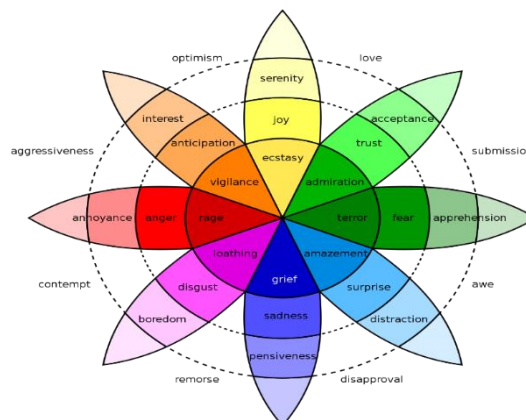 optimism
love
serenity
interest
acceptance
joy
anticipation
trust
aggressiveness
submission
ecstasy
vigilance
admiration
annoyance
anger
rage
terror
fear
apprehension
loathing
amazement
grief
contempt
disgust
surprise
awe
boredom
sadness
distraction
pensiveness
remorse
disapproval